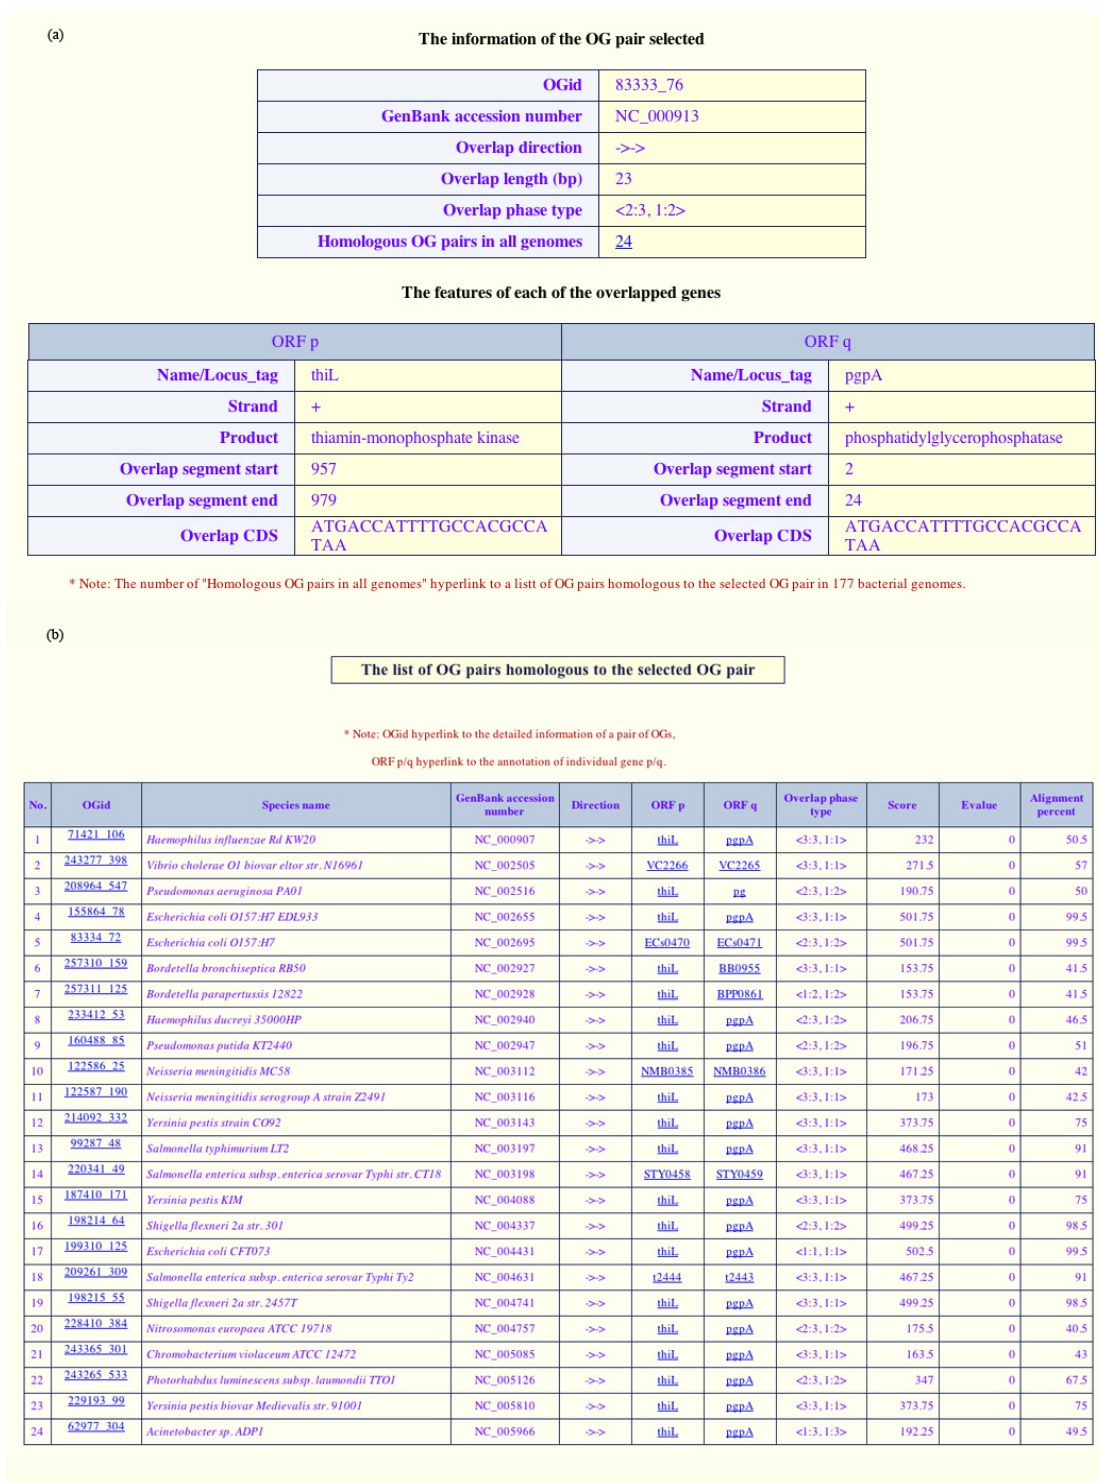 (a)
The information of the OG pair selected
OGid 83333_76
GenBank accession number NC_000913
Overlap direction ->->
Overlap length (bp) 23
Overlap phase type <2:3, 1:2>
Homologous OG pairs in all genomes 24
The features of each of the overlapped genes
ORF p ORF q
Name/Locus_tag thiL Name/Locus_tag pgpA
Strand + Strand +
Product thiamin-monophosphate kinase Product phosphatidylglycerophosphatase
Overlap segment start 957 Overlap segment start 2
Overlap segment end 979 Overlap segment end 24
Overlap CDS ATGACCATTTTGCCACGCCA Overlap CDS ATGACCATTTTGCCACGCCA
TAA TAA
* Note: The number of "Homologous OG pairs in all genomes" hyperlink to a listt of OG pairs homologous to the selected OG pair in 177 bacterial genomes.
(b)
The list of OG pairs homologous to the selected OG pair
* Note: OGid hyperlink to the detailed information of a pair of OGs,
ORF p/q hyperlink to the annotation of individual gene p/q.
No. OGid Species name GenBank accession number Direction ORF p ORF q Overlap phase type Score Evalue Alignment percent
1 71421_106 Haemophilus influenzae Rd KW20 NC_000907 ->-> thiL pgpA <3:3, 1:1> 232 0 50.5
2 243277_398 Vibrio cholerae O1 biovar eltor str. N16961 NC_002505 ->-> VC2266 VC2265 <3:3, 1:1> 271.5 0 57
3 208964_547 Pseudomonas aeruginosa PA01 NC_002516 ->-> thiL pg <2:3, 1:2> 190.75 0 50
4 155864_78 Escherichia coli O157:H7 EDL933 NC_002655 ->-> thiL pgpA <3:3, 1:1> 501.75 0 99.5
5 83334_72 Escherichia coli O157:H7 NC_002695 ->-> ECs0470 ECs0471 <2:3, 1:2> 501.75 0 99.5
6 257310_159 Bordetella bronchiseptica RB50 NC_002927 ->-> thiL BB0955 <3:3, 1:1> 153.75 0 41.5
7 257311_125 Bordetella parapertussis 12822 NC_002928 ->-> thiL BPP0861 <1:2, 1:2> 153.75 0 41.5
8 233412_53 Haemophilus ducreyi 35000HP NC_002940 ->-> thiL pgpA <2:3, 1:2> 206.75 0 46.5
9 160488_85 Pseudomonas putida KT2440 NC_002947 ->-> thiL pgpA <2:3, 1:2> 196.75 0 51
10 122586_25 Neisseria meningitidis MC58 NC_003112 ->-> NMB0385 NMB0386 <3:3, 1:1> 171.25 0 42
11 122587_190 Neisseria meningitidis serogroup A strain Z2491 NC_003116 ->-> thiL pgpA <3:3, 1:1> 173 0 42.5
12 214092_332 Yersinia pestis strain CO92 NC_003143 ->-> thiL pgpA <3:3, 1:1> 373.75 0 75
13 99287_48 Salmonella typhimurium LT2 NC_003197 ->-> thiL pgpA <3:3, 1:1> 468.25 0 91
14 220341_49 Salmonella enterica subsp. enterica serovar Typhi str. CT18 NC_003198 ->-> STY0458 STY0459 <3:3, 1:1> 467.25 0 91
15 187410_171 Yersinia pestis KIM NC_004088 ->-> thiL pgpA <3:3, 1:1> 373.75 0 75
16 198214_64 Shigella flexneri 2a str. 301 NC_004337 ->-> thiL pgpA <2:3, 1:2> 499.25 0 98.5
17 199310_125 Escherichia coli CFT073 NC_004431 ->-> thiL pgpA <1:1, 1:1> 502.5 0 99.5
18 209261_309 Salmonella enterica subsp. enterica serovar Typhi Ty2 NC_004631 ->-> t2444 t2443 <3:3, 1:1> 467.25 0 91
19 198215_55 Shigella flexneri 2a str. 2457T NC_004741 ->-> thiL pgpA <3:3, 1:1> 499.25 0 98.5
20 228410_384 Nitrosomonas europaea ATCC 19718 NC_004757 ->-> thiL pgpA <2:3, 1:2> 175.5 0 40.5
21 243365_301 Chromobacterium violaceum ATCC 12472 NC_005085 ->-> thiL pgpA <3:3, 1:1> 163.5 0 43
22 243265_533 Photorhabdus luminescens subsp. laumondii TTO1 NC_005126 ->-> thiL pgpA <2:3, 1:2> 347 0 67.5
23 229193_99 Yersinia pestis biovar Medievalis str. 91001 NC_005810 ->-> thiL pgpA <3:3, 1:1> 373.75 0 75
24 62977_304 Acinetobacter sp. ADP1 NC_005966 ->-> thiL pgpA <1:3, 1:3> 192.25 0 49.5